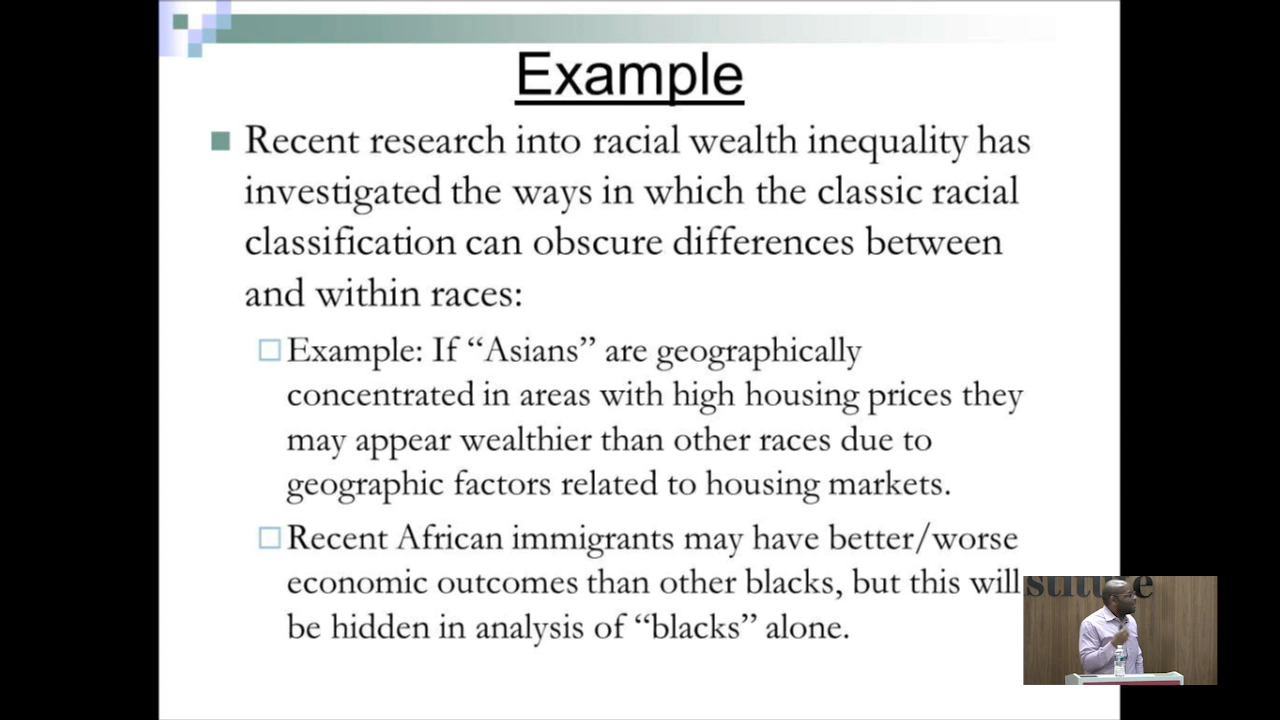 Example
Recent research into racial wealth inequality has
investigated the ways in which the classic racial
classification can obscure differences between
and within races:
Example: If “Asians” are geographically
concentrated in areas with high housing prices they
may appear wealthier than other races due to
geographic factors related to housing markets.
Recent African immigrants may have better/worse
economic outcomes than other blacks, but this will
be hidden in analysis of “blacks” alone.